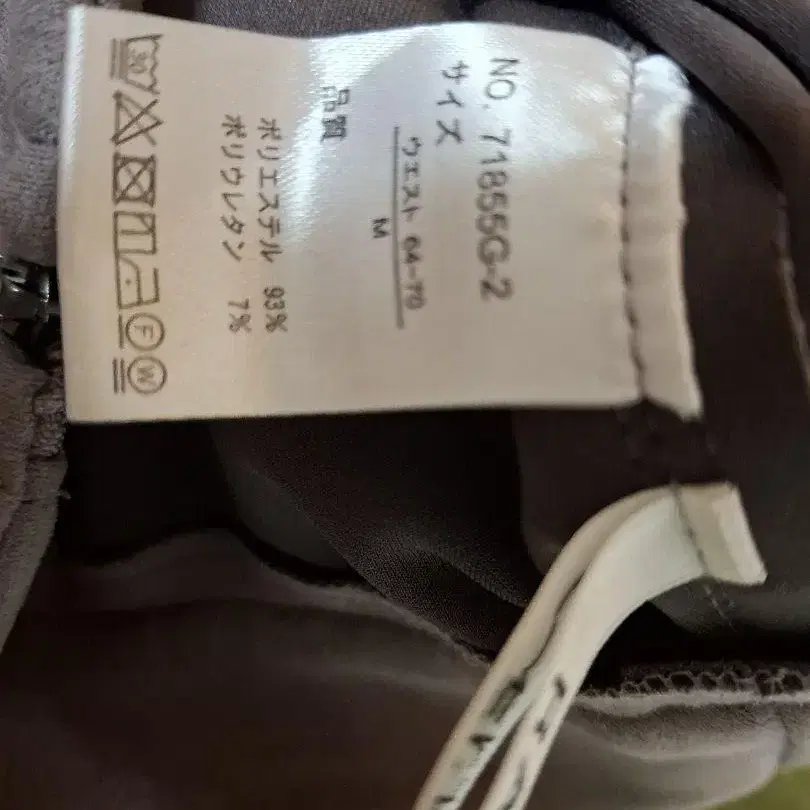 NO. 71855G-2
サイズ
ウエスト 64-70
M
品質
ポリエステル 93%
ポリウレタン 7%
30 F W